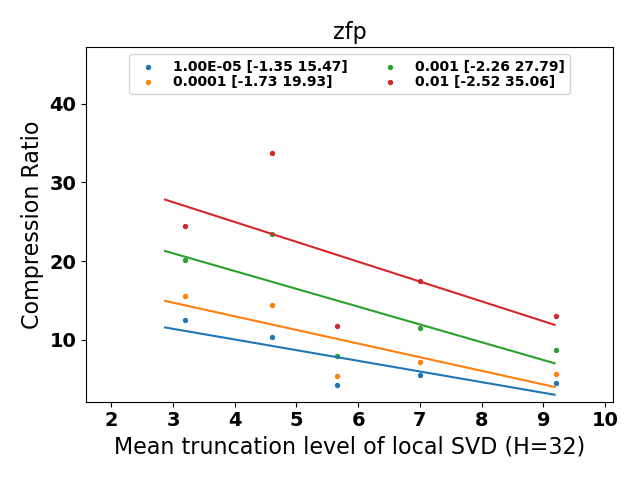 zfp
1.00E-05 [-1.35 15.47]
0.0001 [-1.73 19.93]
0.001 [-2.26 27.79]
0.01 [-2.52 35.06]
Compression Ratio
40
30
20
10
2 3 4 5 6 7 8 9 10
Mean truncation level of local SVD (H=32)